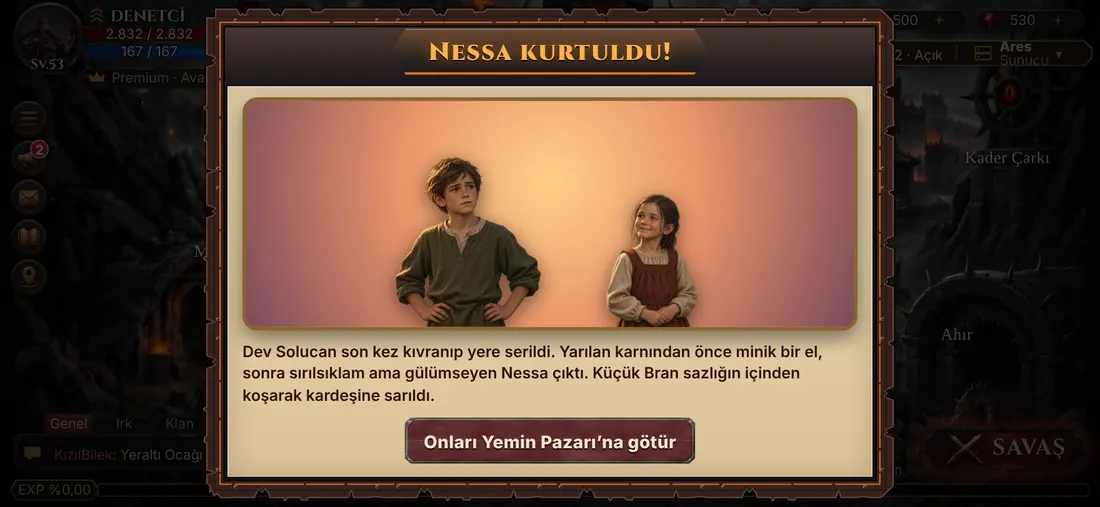 DENETCİ
2.832 / 2.832
167 / 167
Sv.53
Premium · Ava
NESSA KURTULDU!
500 +
530 +
2 · Açık
Ares
Sunucu
2
Kader Çarkı
Dev Solucan son kez kıvranıp yere serildi. Yarılan karnından önce minik bir el,
sonra sırılsıklam ama gülümseyen Nessa çıktı. Küçük Bran sazlığın içinden
koşarak kardeşine sarıldı.
Ahır
Onları Yemin Pazarı’na götür
Genel Irk Klan
KızılBilek: Yeraltı Ocağı
SAVAŞ
EXP %0,00